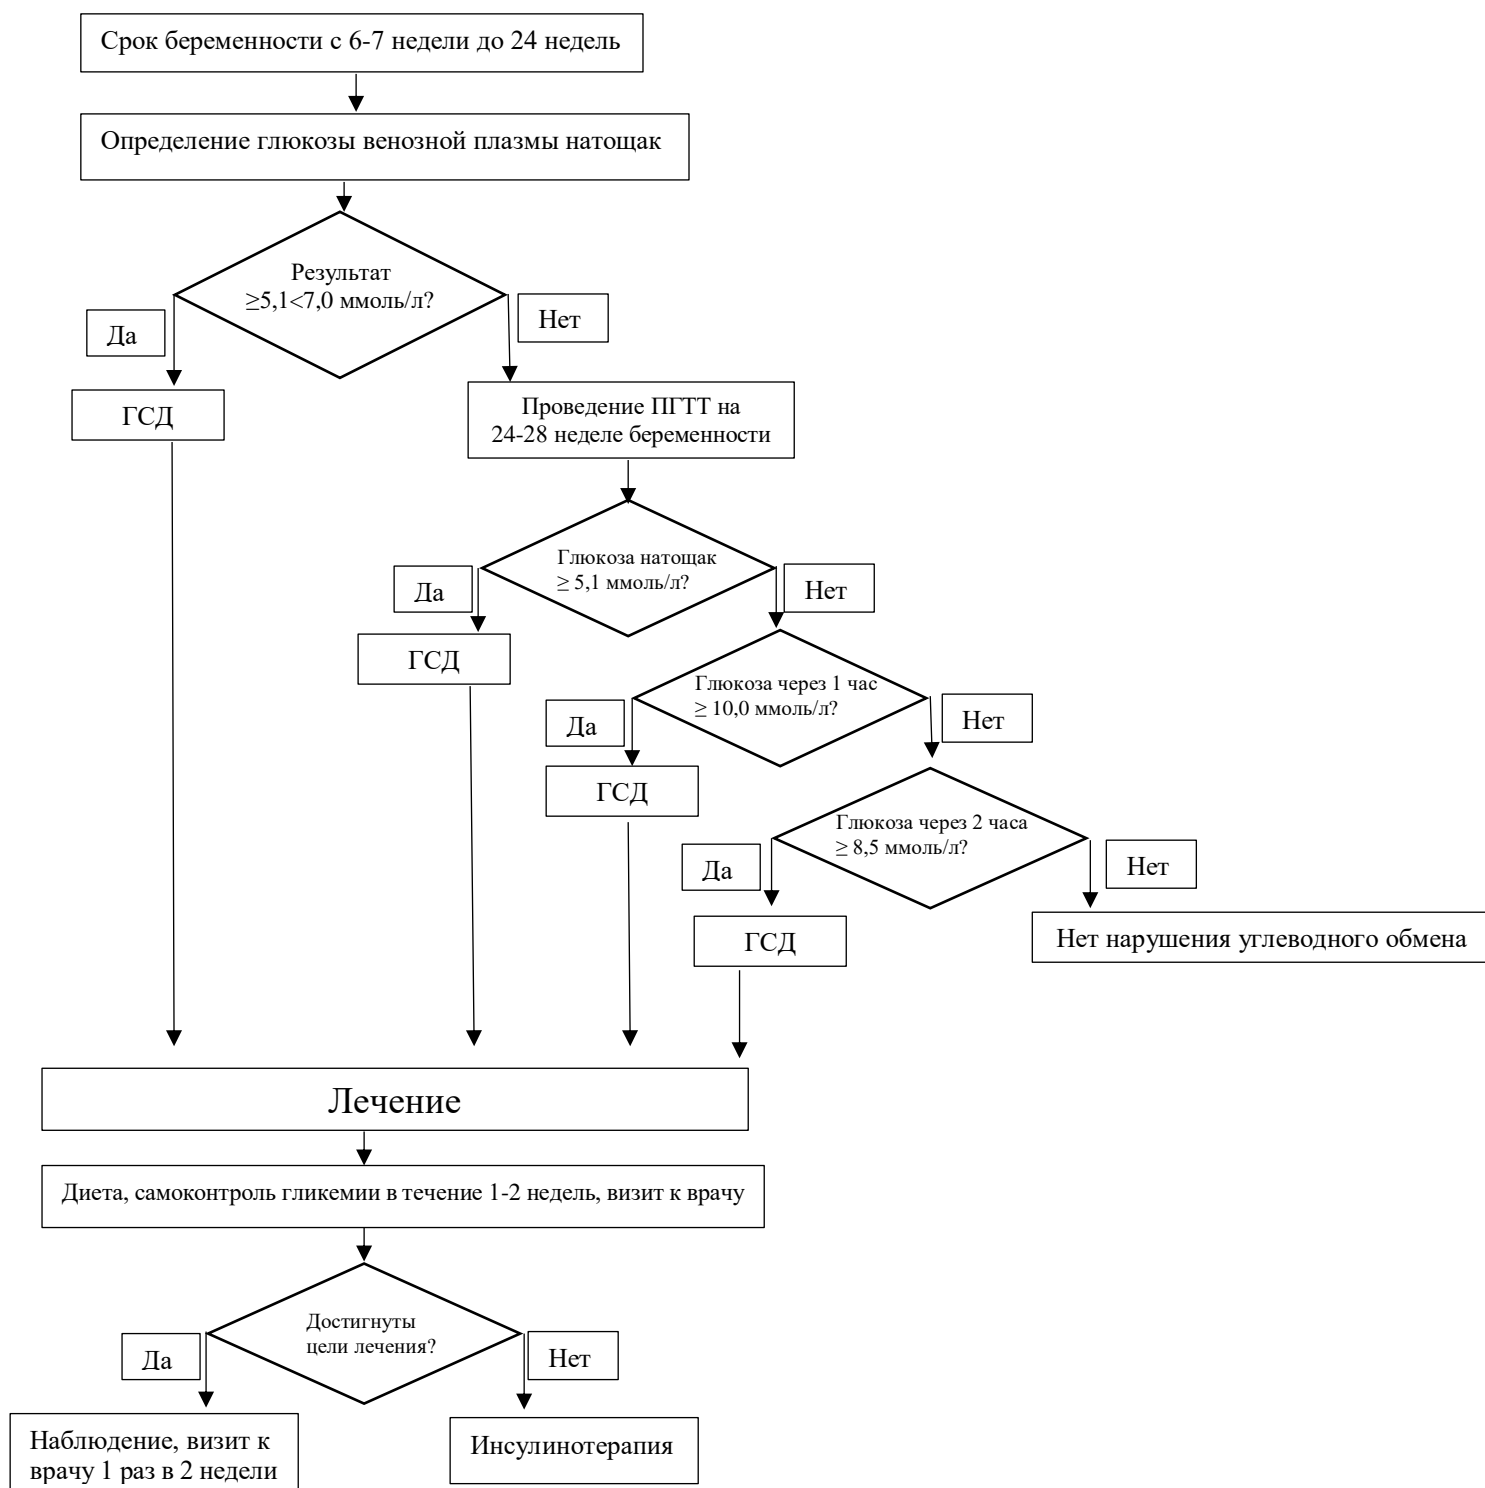 Срок беременности с 6-7 недели до 24 недель
Определение глюкозы венозной плазмы натощак
Результат
≥5,1<7,0 ммоль/л?
Да
Нет
ГСД
Проведение ПГТТ на
24-28 неделе беременности
Глюкоза натощак
≥ 5,1 ммоль/л?
Да
Нет
ГСД
Глюкоза через 1 час
≥ 10,0 ммоль/л?
Да
Нет
ГСД
Глюкоза через 2 часа
≥ 8,5 ммоль/л?
Да
Нет
ГСД
Нет нарушения углеводного обмена
Лечение
Диета, самоконтроль гликемии в течение 1-2 недель, визит к врачу
Достигнуты
цели лечения?
Да
Нет
Наблюдение, визит к
врачу 1 раз в 2 недели
Инсулинотерапия